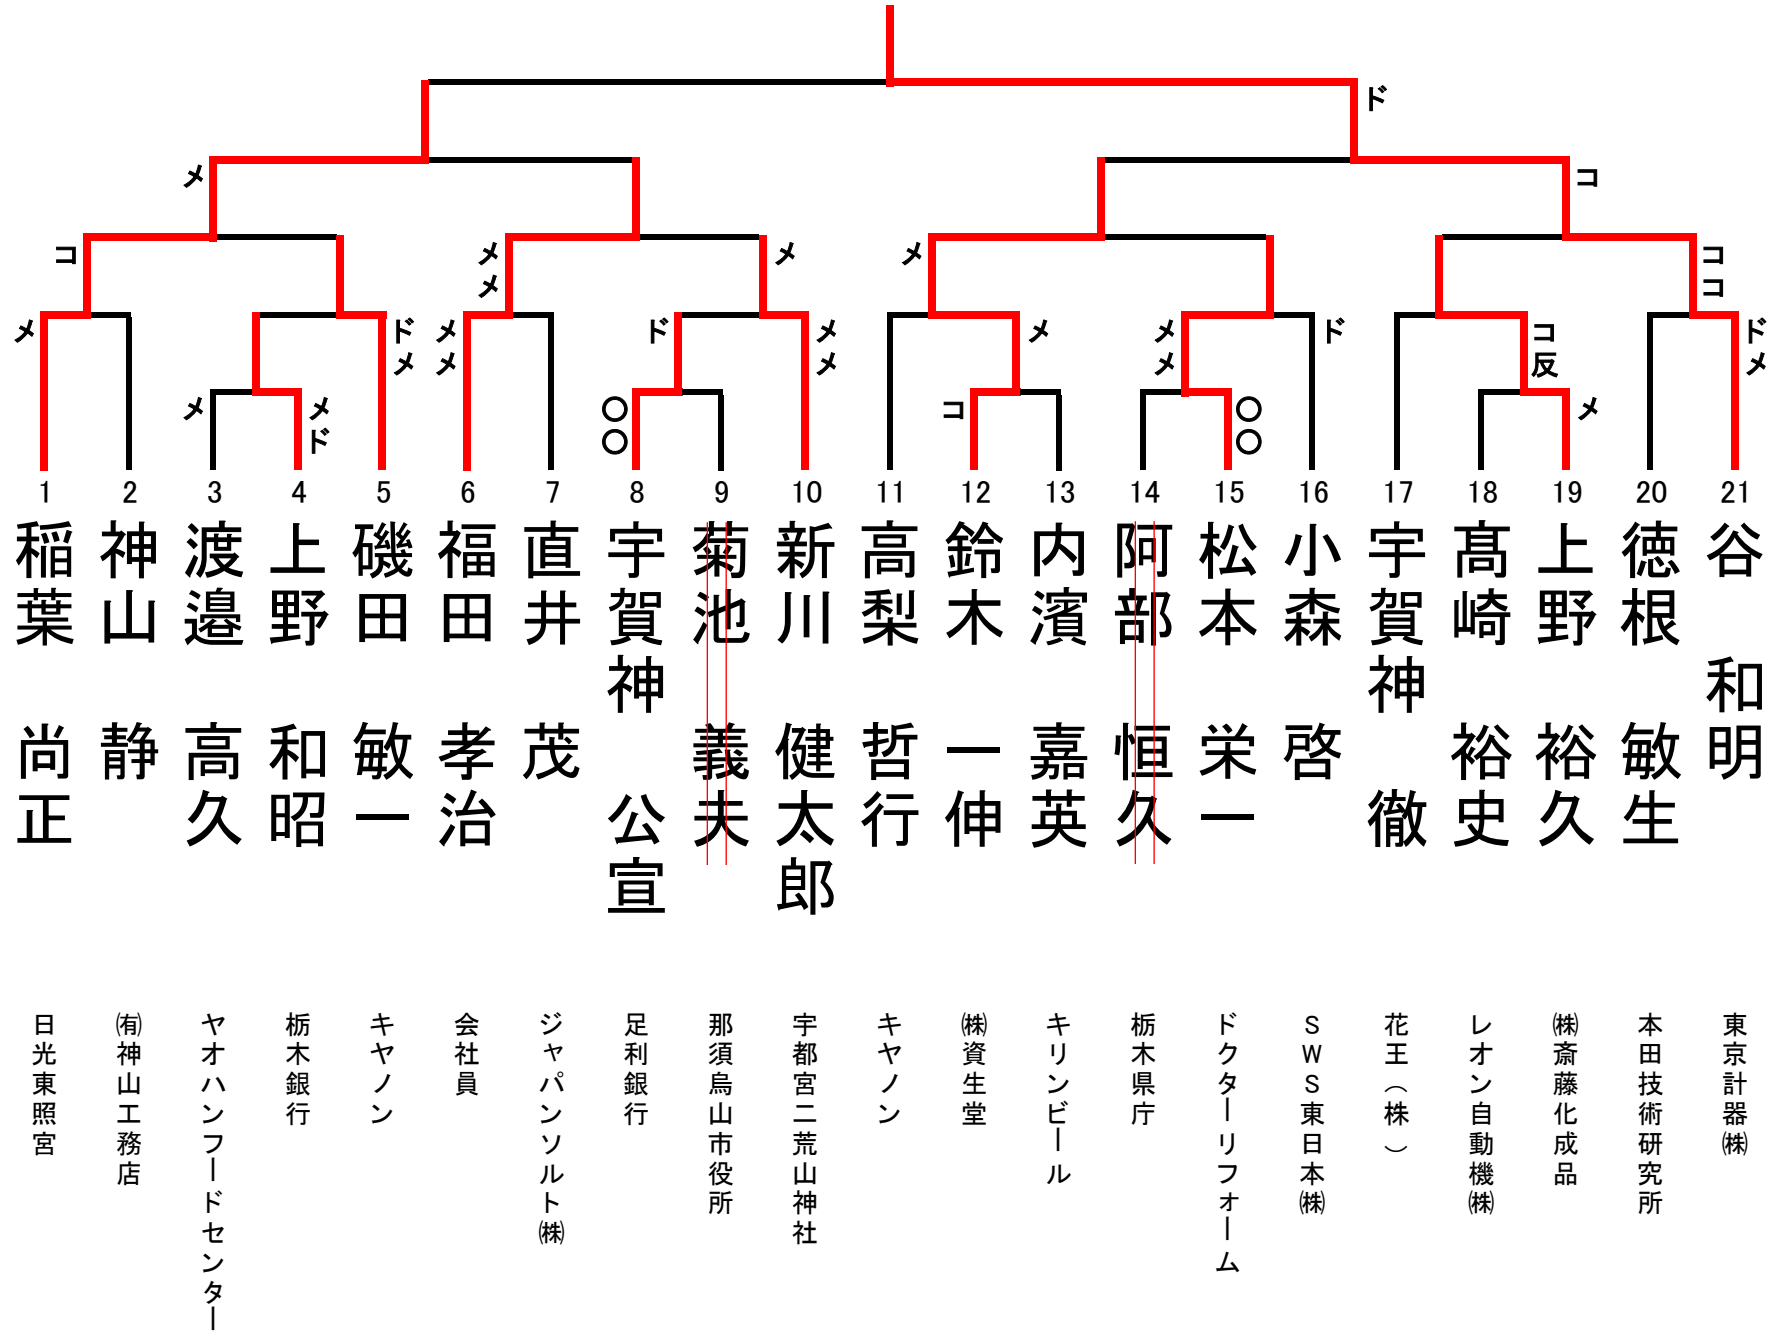 ド
メ
コ
コ
メ
メ
メ
メ
コ
コ
メ
ド
メ
メ
メ
ド
メ
メ
メ
メ
メ
ド
コ
反
ド
メ
メ
メ
ド
〇
〇
コ
〇
〇
メ
1 2 3 4 5 6 7 8 9 10 11 12 13 14 15 16 17 18 19 20 21
稲葉 尚正
神山 静
渡邉 高久
上野 和昭
磯田 敏一
福田 孝治
直井 茂
宇賀神 公宣
菊池 義夫
新川 健太郎
高梨 哲行
鈴木 一伸
内濱 嘉英
阿部 恒久
松本 栄一
小森 啓
宇賀神 徹
髙崎 裕史
上野 裕久
徳根 敏生
谷 和明
日光東照宮
㈲神山工務店
ヤオハンフードセンター
栃木銀行
キヤノン
会社員
ジャパンソルト㈱
足利銀行
那須烏山市役所
宇都宮二荒山神社
キヤノン
㈱資生堂
キリンビール
栃木県庁
ドクターリフォーム
SWS東日本㈱
花王(株)
レオン自動機㈱
㈱斎藤化成品
本田技術研究所
東京計器㈱